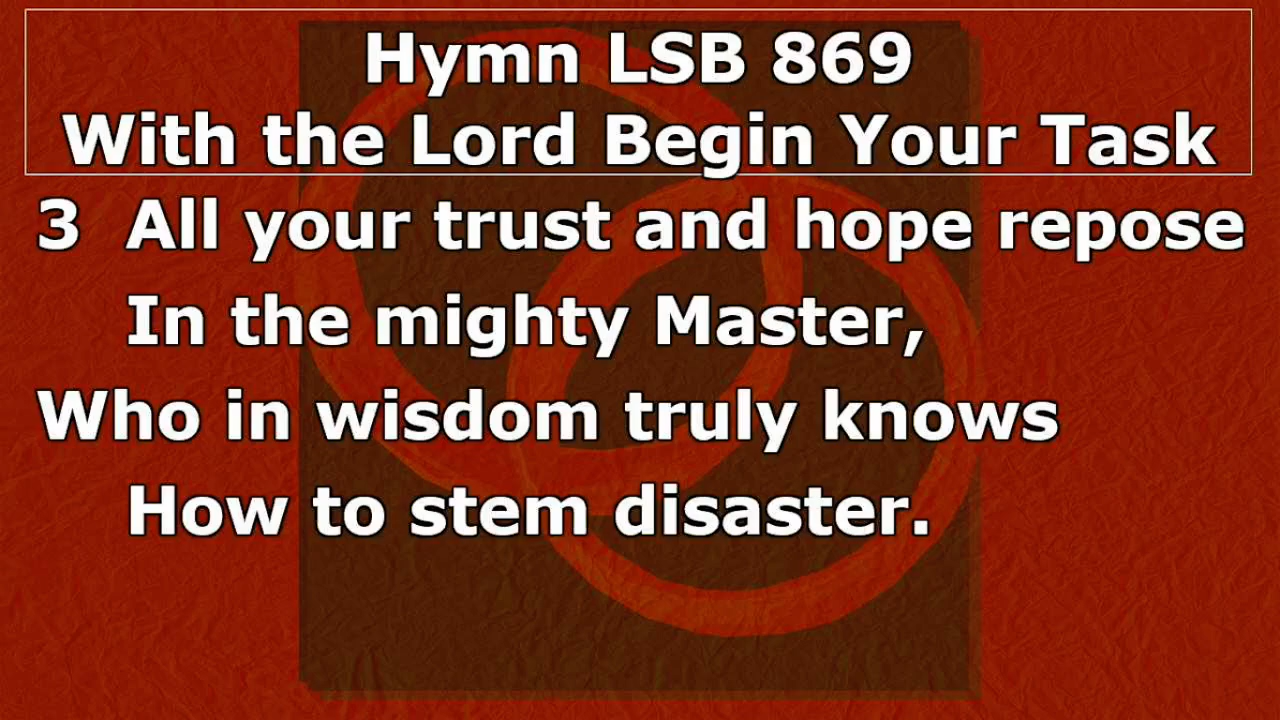 Hymn LSB 869
With the Lord Begin Your Task
3 All your trust and hope repose
In the mighty Master,
Who in wisdom truly knows
How to stem disaster.